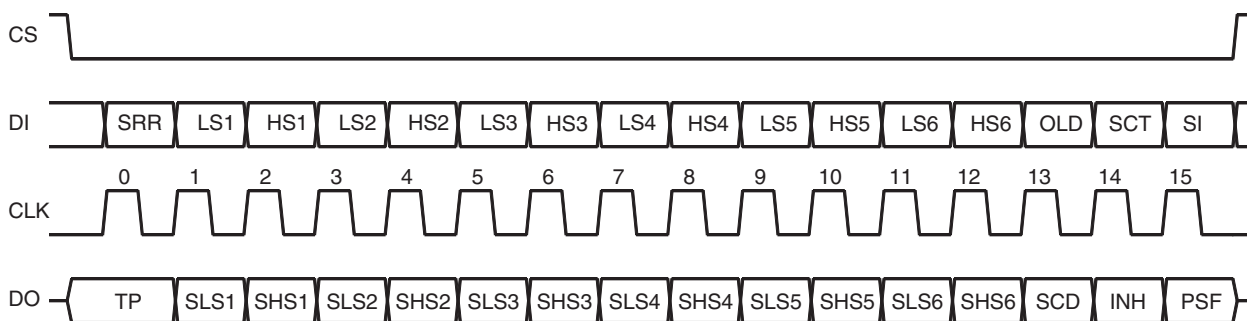 CS
DI SRR LS1 HS1 LS2 HS2 LS3 HS3 LS4 HS4 LS5 HS5 LS6 HS6 OLD SCT SI
0 1 2 3 4 5 6 7 8 9 10 11 12 13 14 15
CLK
DO TP SLS1 SHS1 SLS2 SHS2 SLS3 SHS3 SLS4 SHS4 SLS5 SHS5 SLS6 SHS6 SCD INH PSF